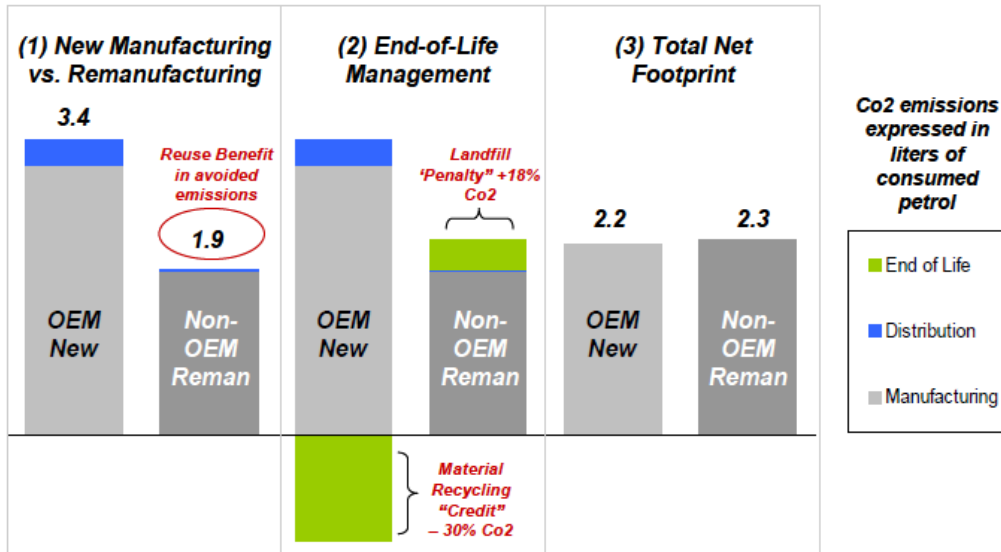 (1) New Manufacturing
vs. Remanufacturing
3.4
Reuse Benefit
in avoided
emissions
1.9
OEM
New
Non-
OEM
Reman
(2) End-of-Life
Management
Landfill
‘Penalty” +18%
Co2
OEM
New
Non-
OEM
Reman
Material
Recycling
“Credit”
– 30% Co2
(3) Total Net
Footprint
2.2
2.3
OEM
New
Non-
OEM
Reman
Co2 emissions
expressed in
liters of
consumed
petrol
End of Life
Distribution
Manufacturing